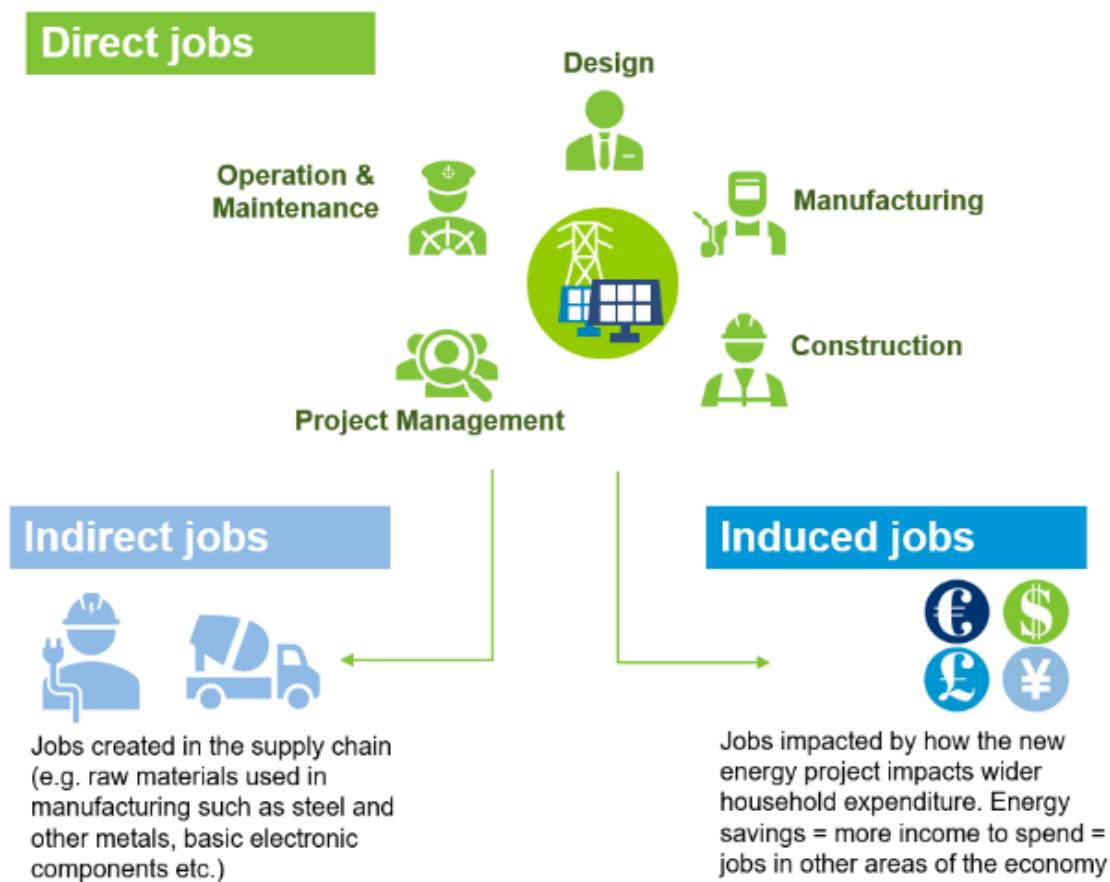 Direct jobs
Design
Operation &
Maintenance
Manufacturing
Construction
Project Management
Indirect jobs
Jobs created in the supply chain
(e.g. raw materials used in
manufacturing such as steel and
other metals, basic electronic
components etc.)
Induced jobs
€ $
£ ¥
Jobs impacted by how the new
energy project impacts wider
household expenditure. Energy
savings = more income to spend =
jobs in other areas of the economy